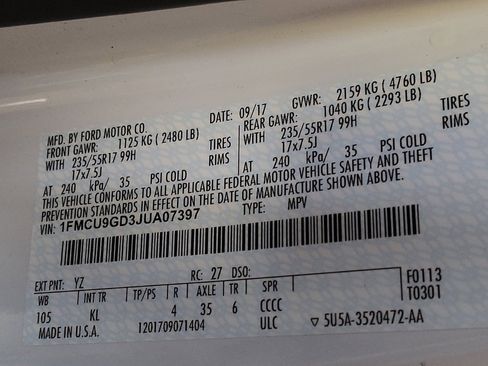 MFD. BY FORD MOTOR CO. DATE: 09/17 GVWR: 2159 KG (4760 LB)
FRONT GAWR: 1125 KG (2480 LB) REAR GAWR: 1040 KG (2293 LB)
WITH 235/55R17 99H TIRES WITH 235/55R17 99H TIRES
17x7.5J RIMS 17x7.5J RIMS
AT 240 kPa/ 35 PSI COLD AT 240 kPa/ 35 PSI COLD
THIS VEHICLE CONFORMS TO ALL APPLICABLE FEDERAL MOTOR VEHICLE SAFETY AND THEFT
PREVENTION STANDARDS IN EFFECT ON THE DATE OF MANUFACTURE SHOWN ABOVE.
VIN: 1FMCU9GD3JUA07397 TYPE: MPV
EXT PNT: YZ RC: 27 DSO:
WB INT TR TP/PS R AXLE TR SPR F0113
105 KL 4 35 6 CCCC T0301
MADE IN U.S.A. 1201709071404 ULC ▽ 5U5A-3520472-AA